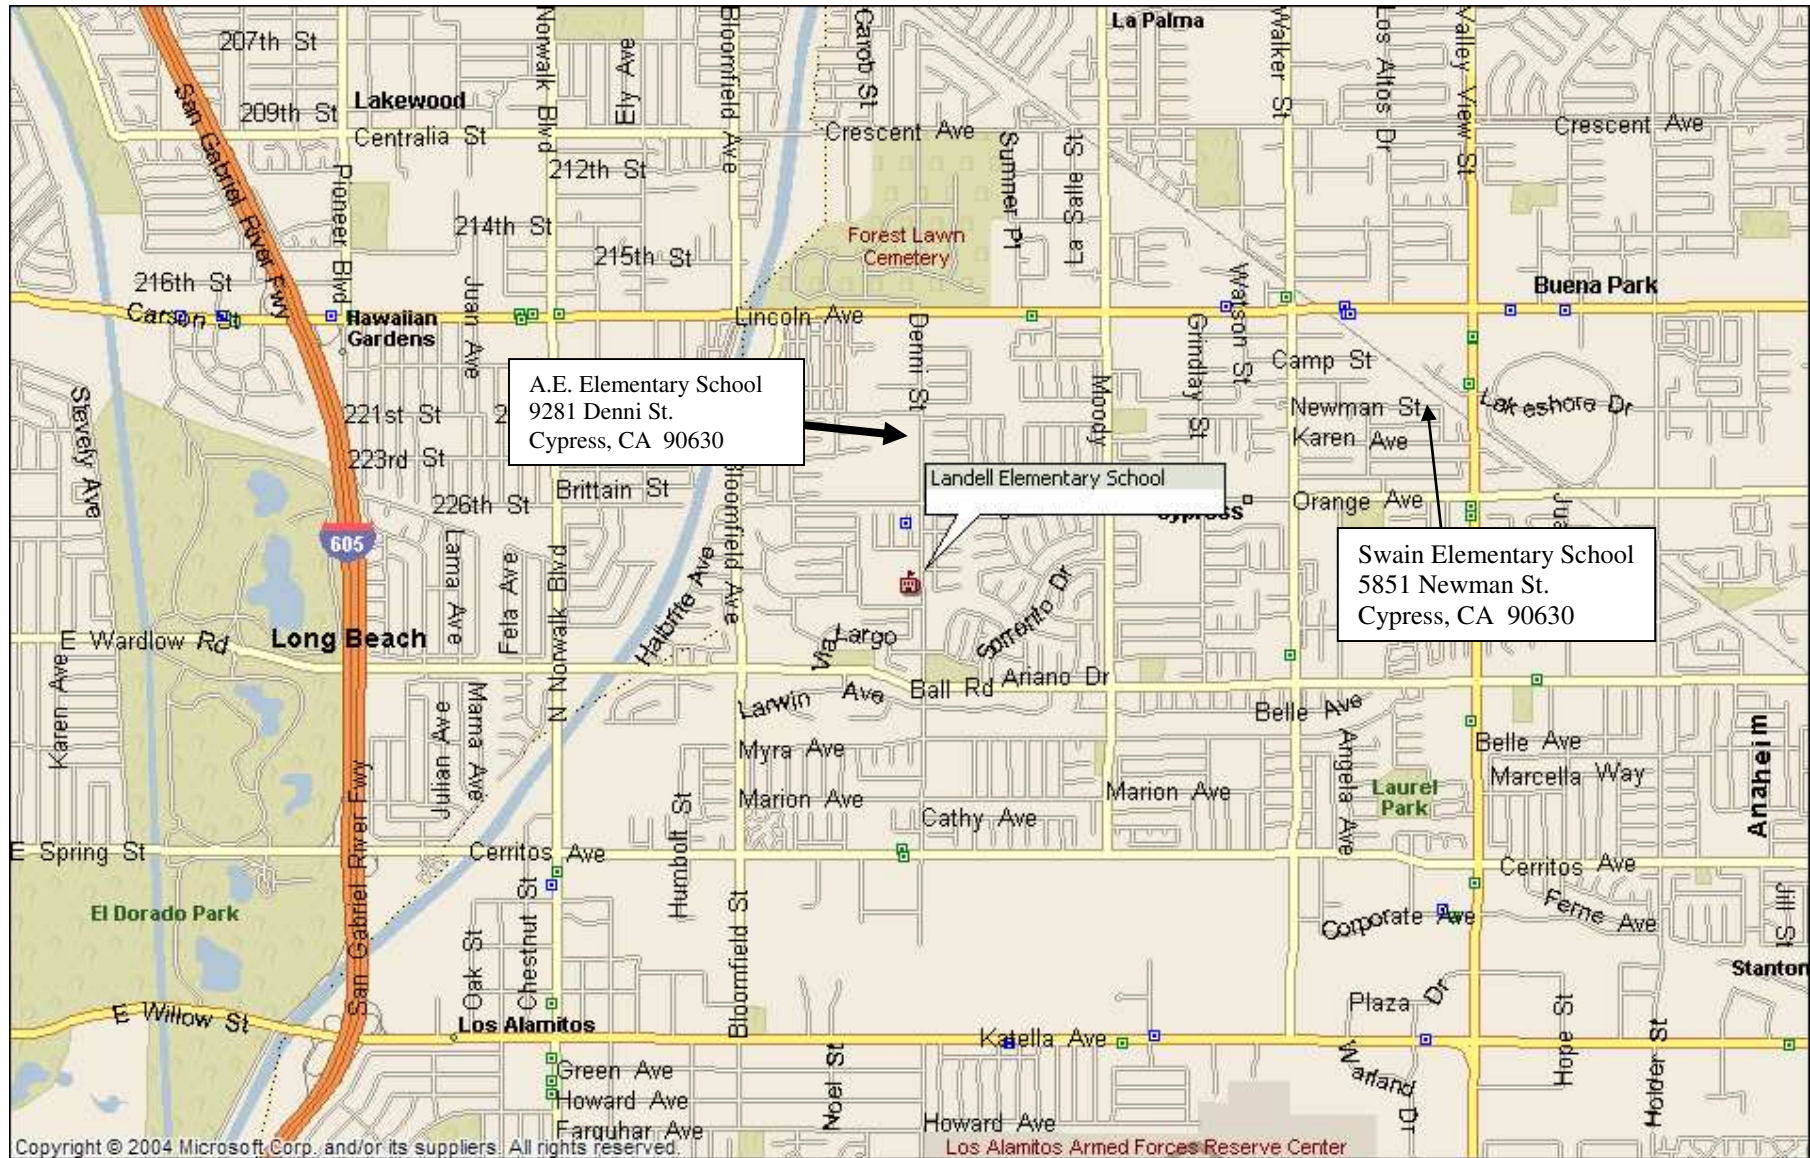 La Palma
207th St
Norwalk Blvd
Ely Ave
Bloomfield Ave
Carob St
Walker St
Los Altos Dr
Valley View St
San Gabriel River Fwy
Lakewood
209th St
Centralia St
Crescent Ave
Crescent Ave
Pioneer Blvd
212th St
Sumner Pl
La Salle St
214th St
215th St
Forest Lawn
Cemetery
216th St
Juan Ave
Watson St
Buena Park
Carson St
Hawaiian
Gardens
Lincoln Ave
Denni St
Grindlay St
Camp St
Stevely Ave
A.E. Elementary School
9281 Denni St.
Cypress, CA 90630
Moody
Newman St
Lakeshore Dr
221st St
Karen Ave
223rd St
Bloomfield Ave
Landell Elementary School
226th St
Brittain St
Cypress
Orange Ave
605
Lama Ave
Fela Ave
N Norwalk Blvd
Halbrite Ave
Swain Elementary School
5851 Newman St.
Cypress, CA 90630
E Wardlow Rd
Long Beach
Via Largo
Sorrento Dr
Karen Ave
Julian ave
Manna Ave
Larwin Ave
Ball Rd
Ariano Dr
Belle Ave
Myra Ave
Angela Ave
Belle Ave
Anaheim
San Gabriel River Fwy
Humbolt St
Marion Ave
Cathy Ave
Marion Ave
Laurel
Park
Marcella Way
E Spring St
Cerritos Ave
Cerritos Ave
El Dorado Park
Oak St
Chestnut St
Bloomfield St
Corporate Ave
Ferne Ave
Jill St
Stanton
E Willow St
Los Alamitos
Katella Ave
Plaza Dr
Hope St
Holder St
Noel St
Warland Dr
Green Ave
Howard Ave
Farquhar Ave
Howard Ave
Copyright © 2004 Microsoft Corp. and/or its suppliers. All rights reserved.
Los Alamitos Armed Forces Reserve Center